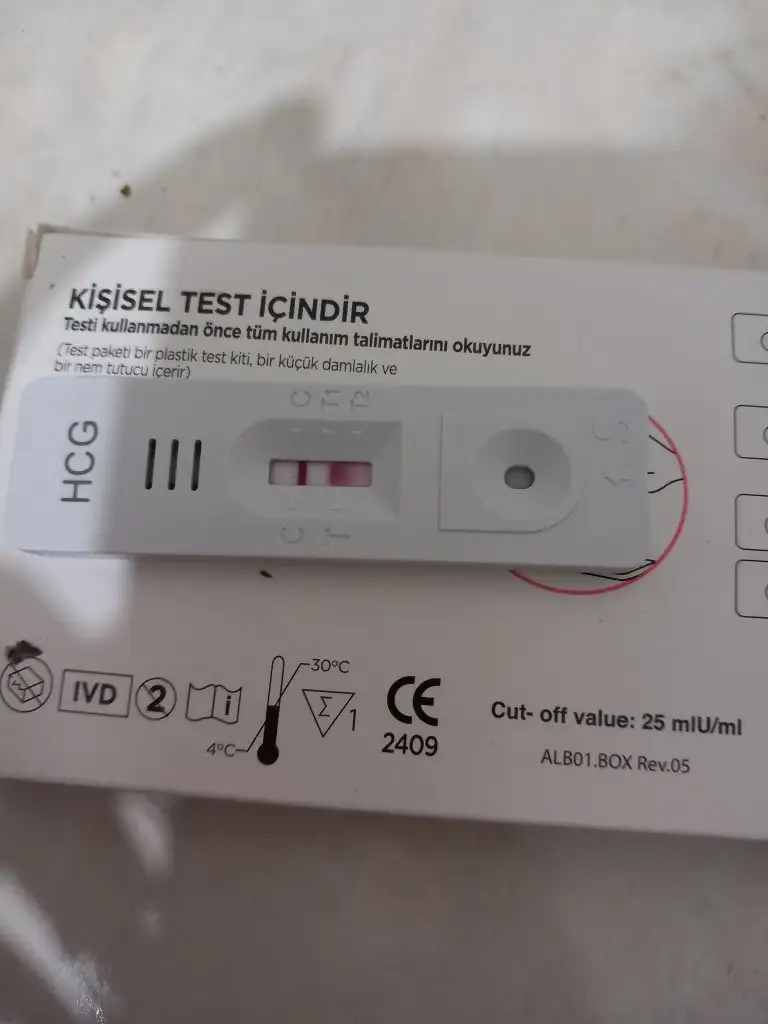 KİŞİSEL TEST İÇİNDİR
Testi kullanmadan önce tüm kullanım talimatlarını okuyunuz
(Test paketi bir plastik test kiti, bir küçük damlalık ve
bir nem tutucu içerir)
HCG
C T1 T2
C T
S
30°C
IVD
2
i
Σ
1
4°C
CE
2409
Cut- off value: 25 mIU/ml
ALB01.BOX Rev.05